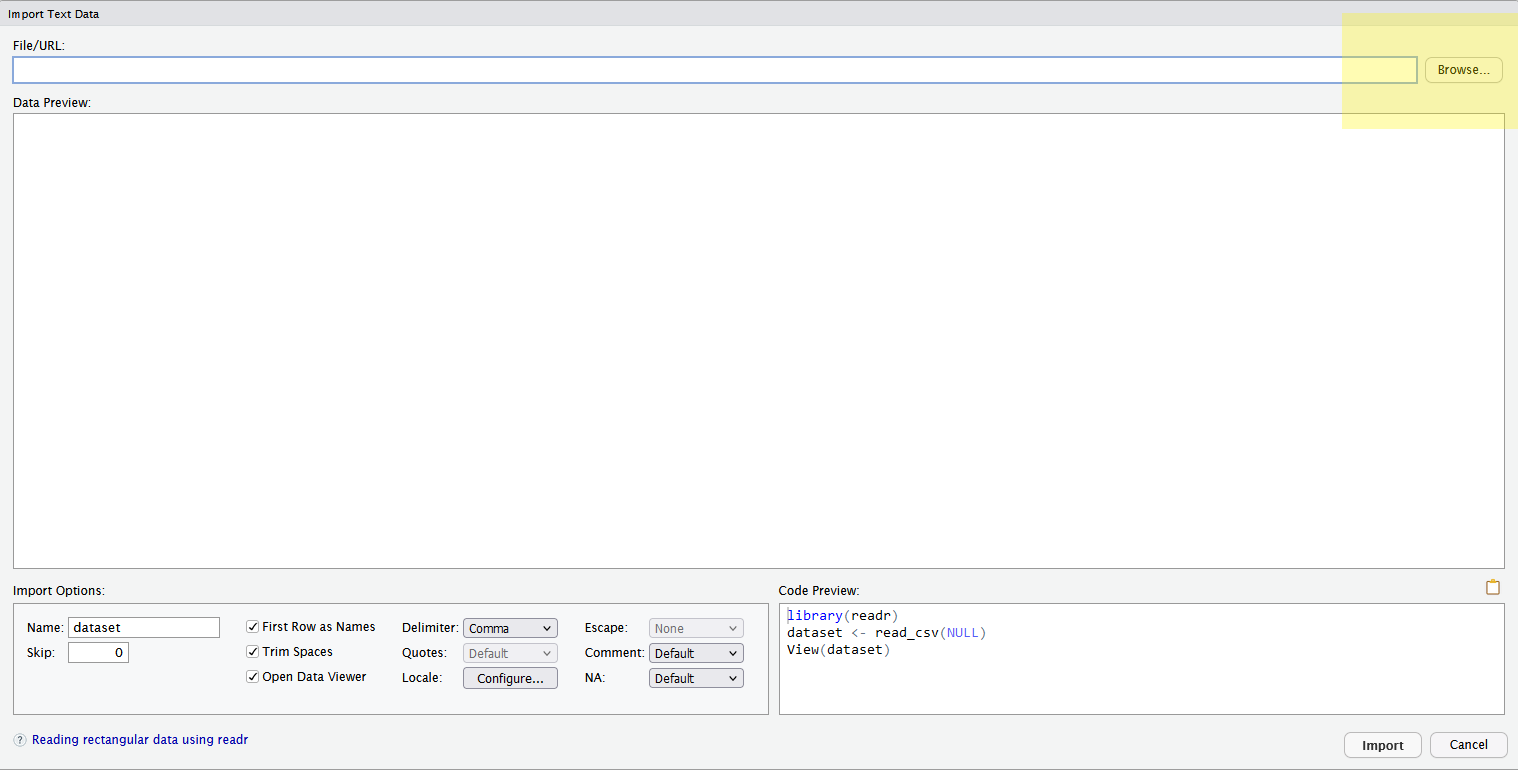 Import Text Data
File/URL:
Browse...
Data Preview:
Import Options:
Name: dataset
Skip: 0
First Row as Names
Trim Spaces
Open Data Viewer
Delimiter: Comma
Quotes: Default
Locale: Configure...
Escape: None
Comment: Default
NA: Default
Code Preview:
library(readr)
dataset <- read_csv(NULL)
View(dataset)
? Reading rectangular data using readr
Import
Cancel